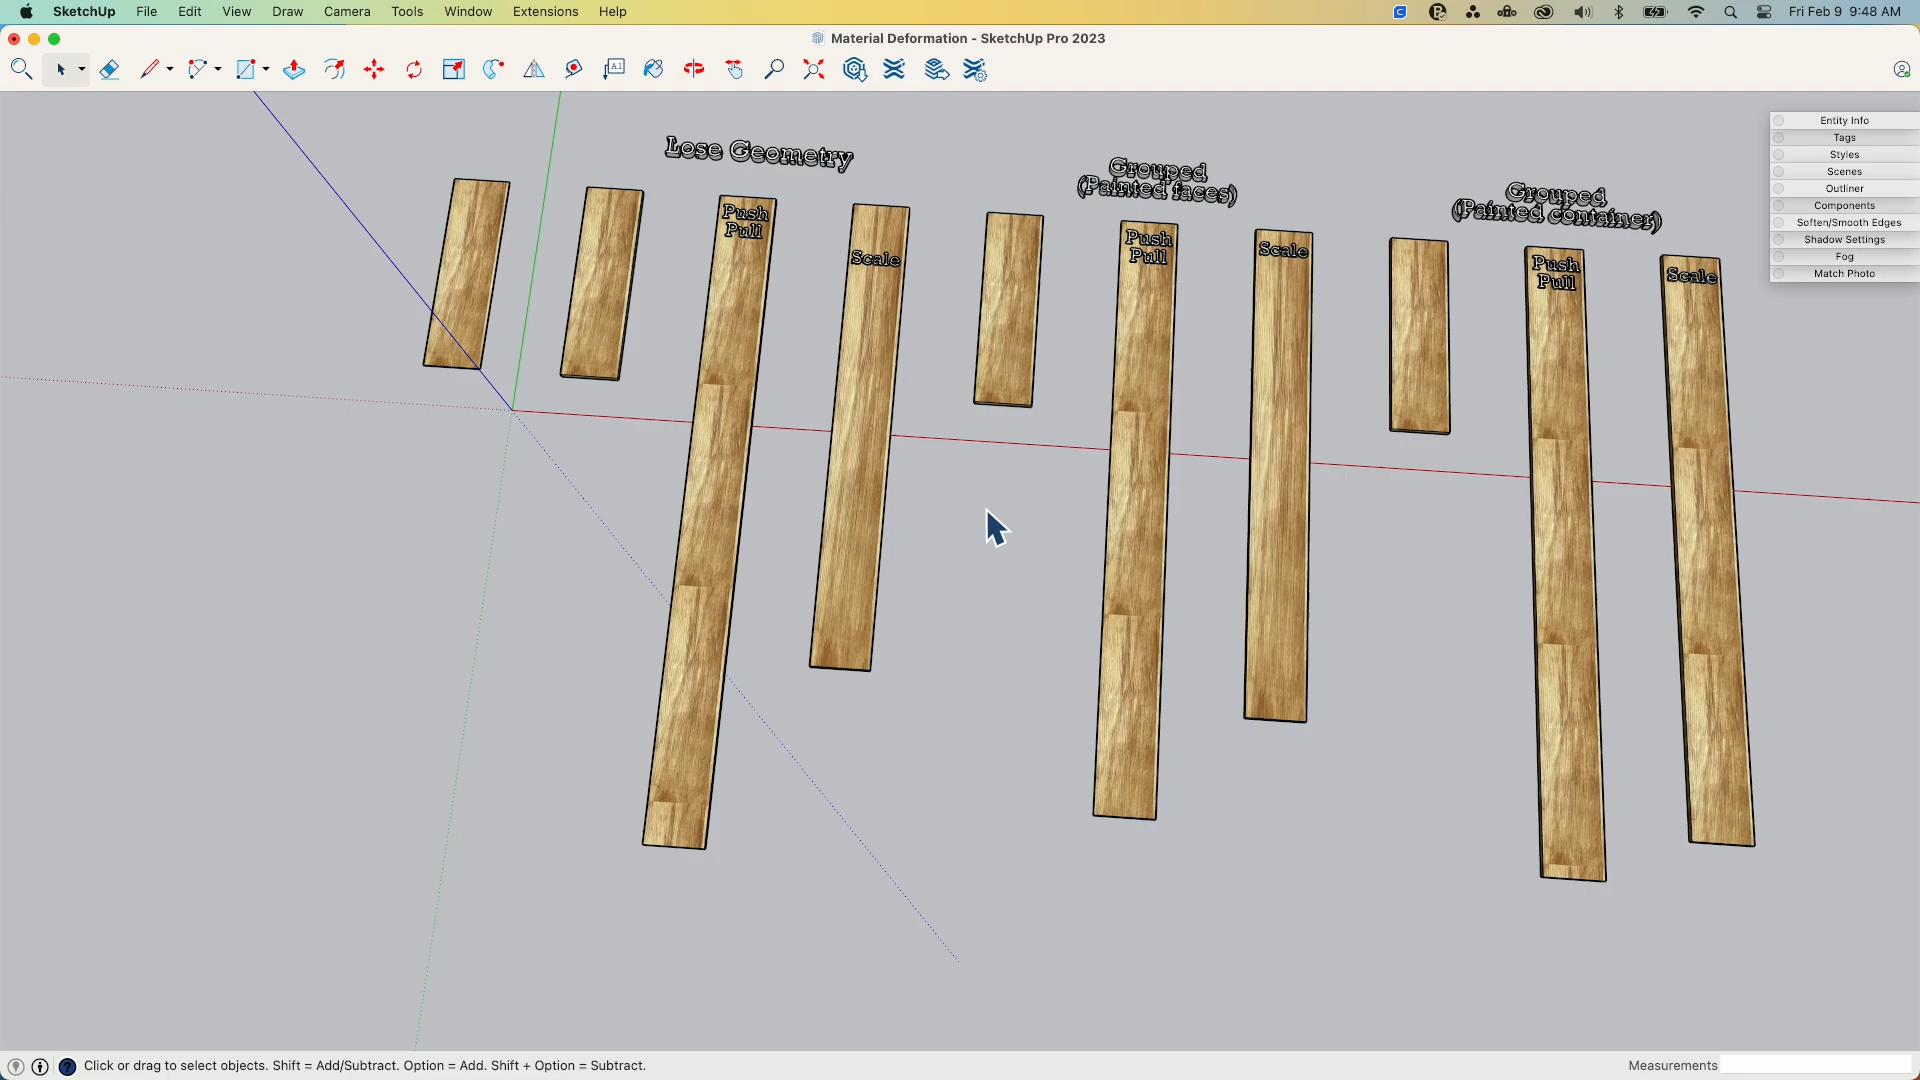 SketchUp File Edit View Draw Camera Tools Window Extensions Help
Fri Feb 9 9:48 AM
Material Deformation - SketchUp Pro 2023
A1
Entity Info
Tags
Styles
Scenes
Outliner
Components
Soften/Smooth Edges
Shadow Settings
Fog
Match Photo
Lose Geometry
Push
Pull
Scale
Grouped
(Painted faces)
Push
Pull
Scale
Grouped
(Painted container)
Push
Pull
Scale
Click or drag to select objects. Shift = Add/Subtract. Option = Add. Shift + Option = Subtract.
Measurements